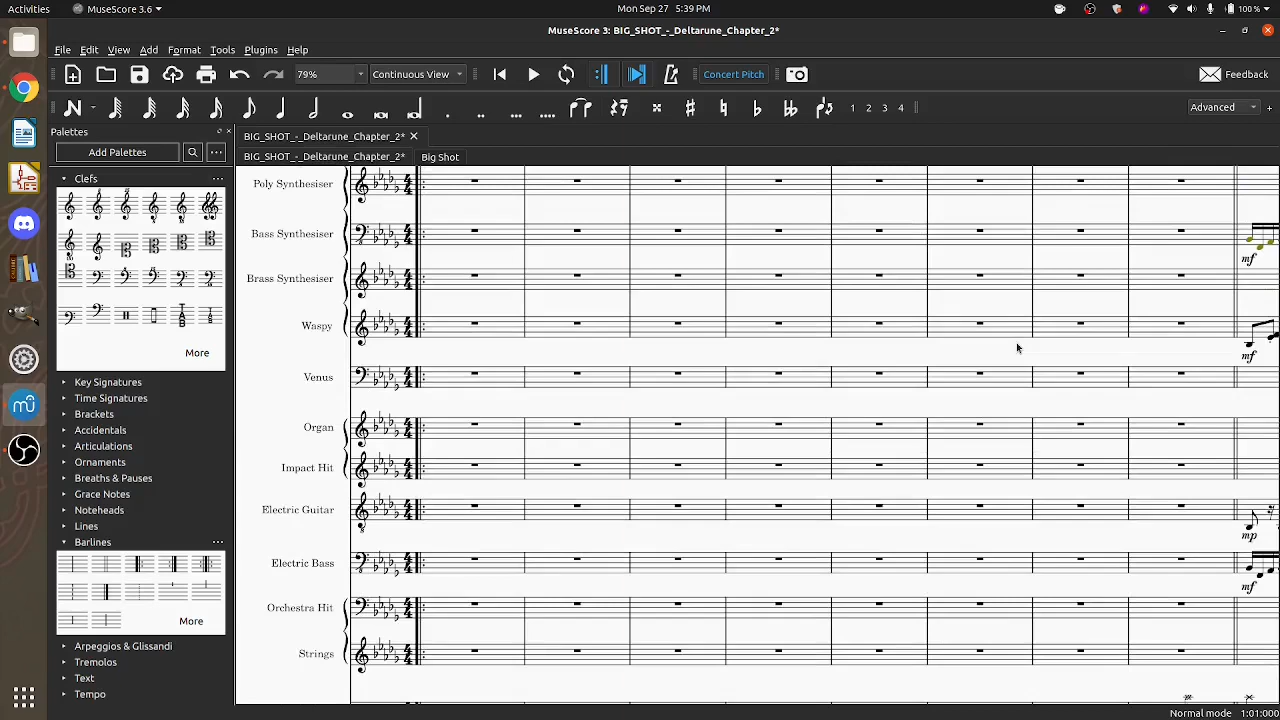 Activities MuseScore 3.6 Mon Sep 27 5:39 PM 100 %
MuseScore 3: BIG_SHOT_-_Deltarune_Chapter_2*
File Edit View Add Format Tools Plugins Help
79% Continuous View Concert Pitch Feedback
1 2 3 4 Advanced +
Palettes
BIG_SHOT_-_Deltarune_Chapter_2*
Add Palettes
BIG_SHOT_-_Deltarune_Chapter_2* Big Shot
Clefs
More
Key Signatures
Time Signatures
Brackets
Accidentals
Articulations
Ornaments
Breaths & Pauses
Grace Notes
Noteheads
Lines
Barlines
More
Arpeggios & Glissandi
Tremolos
Text
Tempo
Poly Synthesiser
Bass Synthesiser
mf
Brass Synthesiser
Waspy
mf
Venus
Organ
Impact Hit
Electric Guitar
mp
Electric Bass
mf
Orchestra Hit
Strings
Normal mode 1:01:000